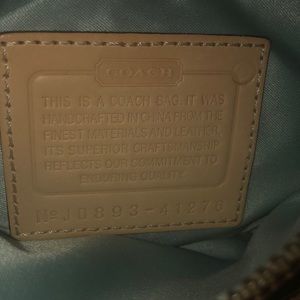 COACH
THIS IS A COACH BAG. IT WAS
HANDCRAFTED IN CHINA FROM THE
FINEST MATERIALS AND LEATHER.
ITS SUPERIOR CRAFTSMANSHIP
REFLECTS OUR COMMITMENT TO
ENDURING QUALITY.
No J0893-41276